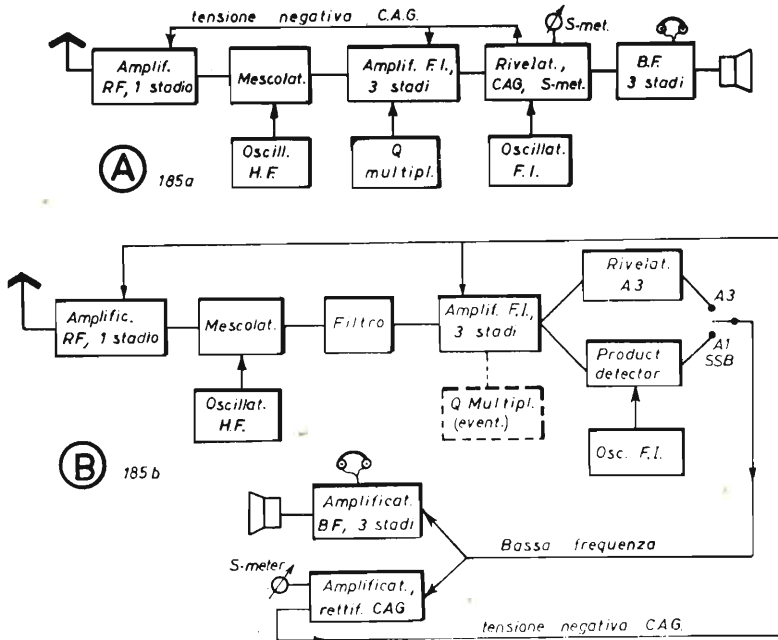 tensione negativa C.A.G.
S-met.
Amplif.
RF, 1 stadio
Mescolat.
Amplif. F.I.,
3 stadi
Rivelat.,
CAG, S-met.
B.F.
3 stadi
Oscill.
H.F.
Q
multipl.
Oscillat.
F.I.
A
185a
Amplific.
RF, 1 stadio
Mescolat.
Filtro
Amplif. F.I.,
3 stadi
Rivelat.
A3
A3
A1
SSB
Product
detector
Oscillat.
H.F.
Q Multipl.
(event.)
Osc. F.I.
B
185b
Amplificat.
BF, 3 stadi
Bassa frequenza
S-meter
Amplificat.,
rettif. CAG
tensione negativa CAG.